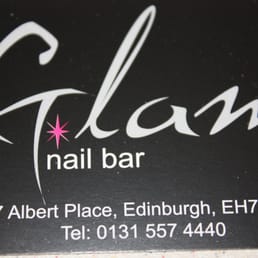 Glam
nail bar
7 Albert Place, Edinburgh, EH7
Tel: 0131 557 4440